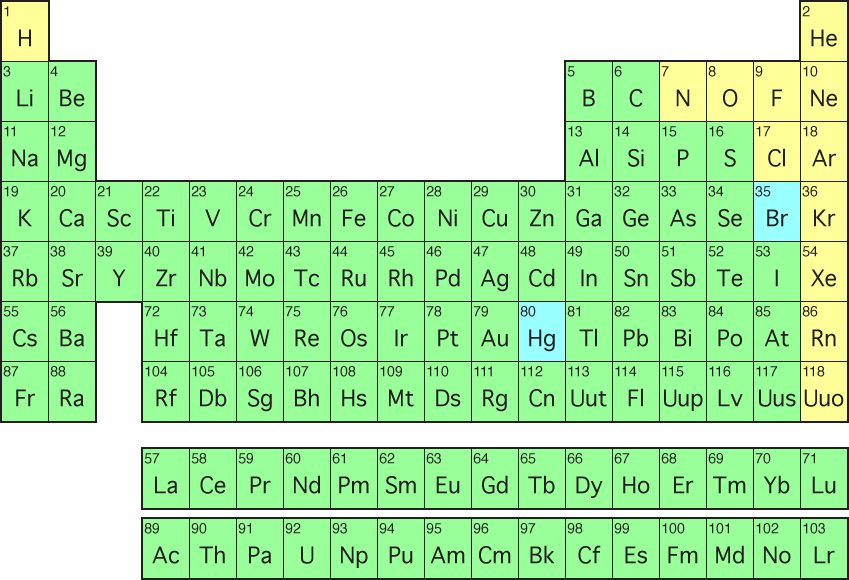 1 2
H He
3 4 5 6 7 8 9 10
Li Be B C N O F Ne
11 12 13 14 15 16 17 18
Na Mg Al Si P S Cl Ar
19 20 21 22 23 24 25 26 27 28 29 30 31 32 33 34 35 36
K Ca Sc Ti V Cr Mn Fe Co Ni Cu Zn Ga Ge As Se Br Kr
37 38 39 40 41 42 43 44 45 46 47 48 49 50 51 52 53 54
Rb Sr Y Zr Nb Mo Tc Ru Rh Pd Ag Cd In Sn Sb Te I Xe
55 56 72 73 74 75 76 77 78 79 80 81 82 83 84 85 86
Cs Ba Hf Ta W Re Os Ir Pt Au Hg Tl Pb Bi Po At Rn
87 88 104 105 106 107 108 109 110 111 112 113 114 115 116 117 118
Fr Ra Rf Db Sg Bh Hs Mt Ds Rg Cn Uut Fl Uup Lv Uus Uuo
57 58 59 60 61 62 63 64 65 66 67 68 69 70 71
La Ce Pr Nd Pm Sm Eu Gd Tb Dy Ho Er Tm Yb Lu
89 90 91 92 93 94 95 96 97 98 99 100 101 102 103
Ac Th Pa U Np Pu Am Cm Bk Cf Es Fm Md No Lr